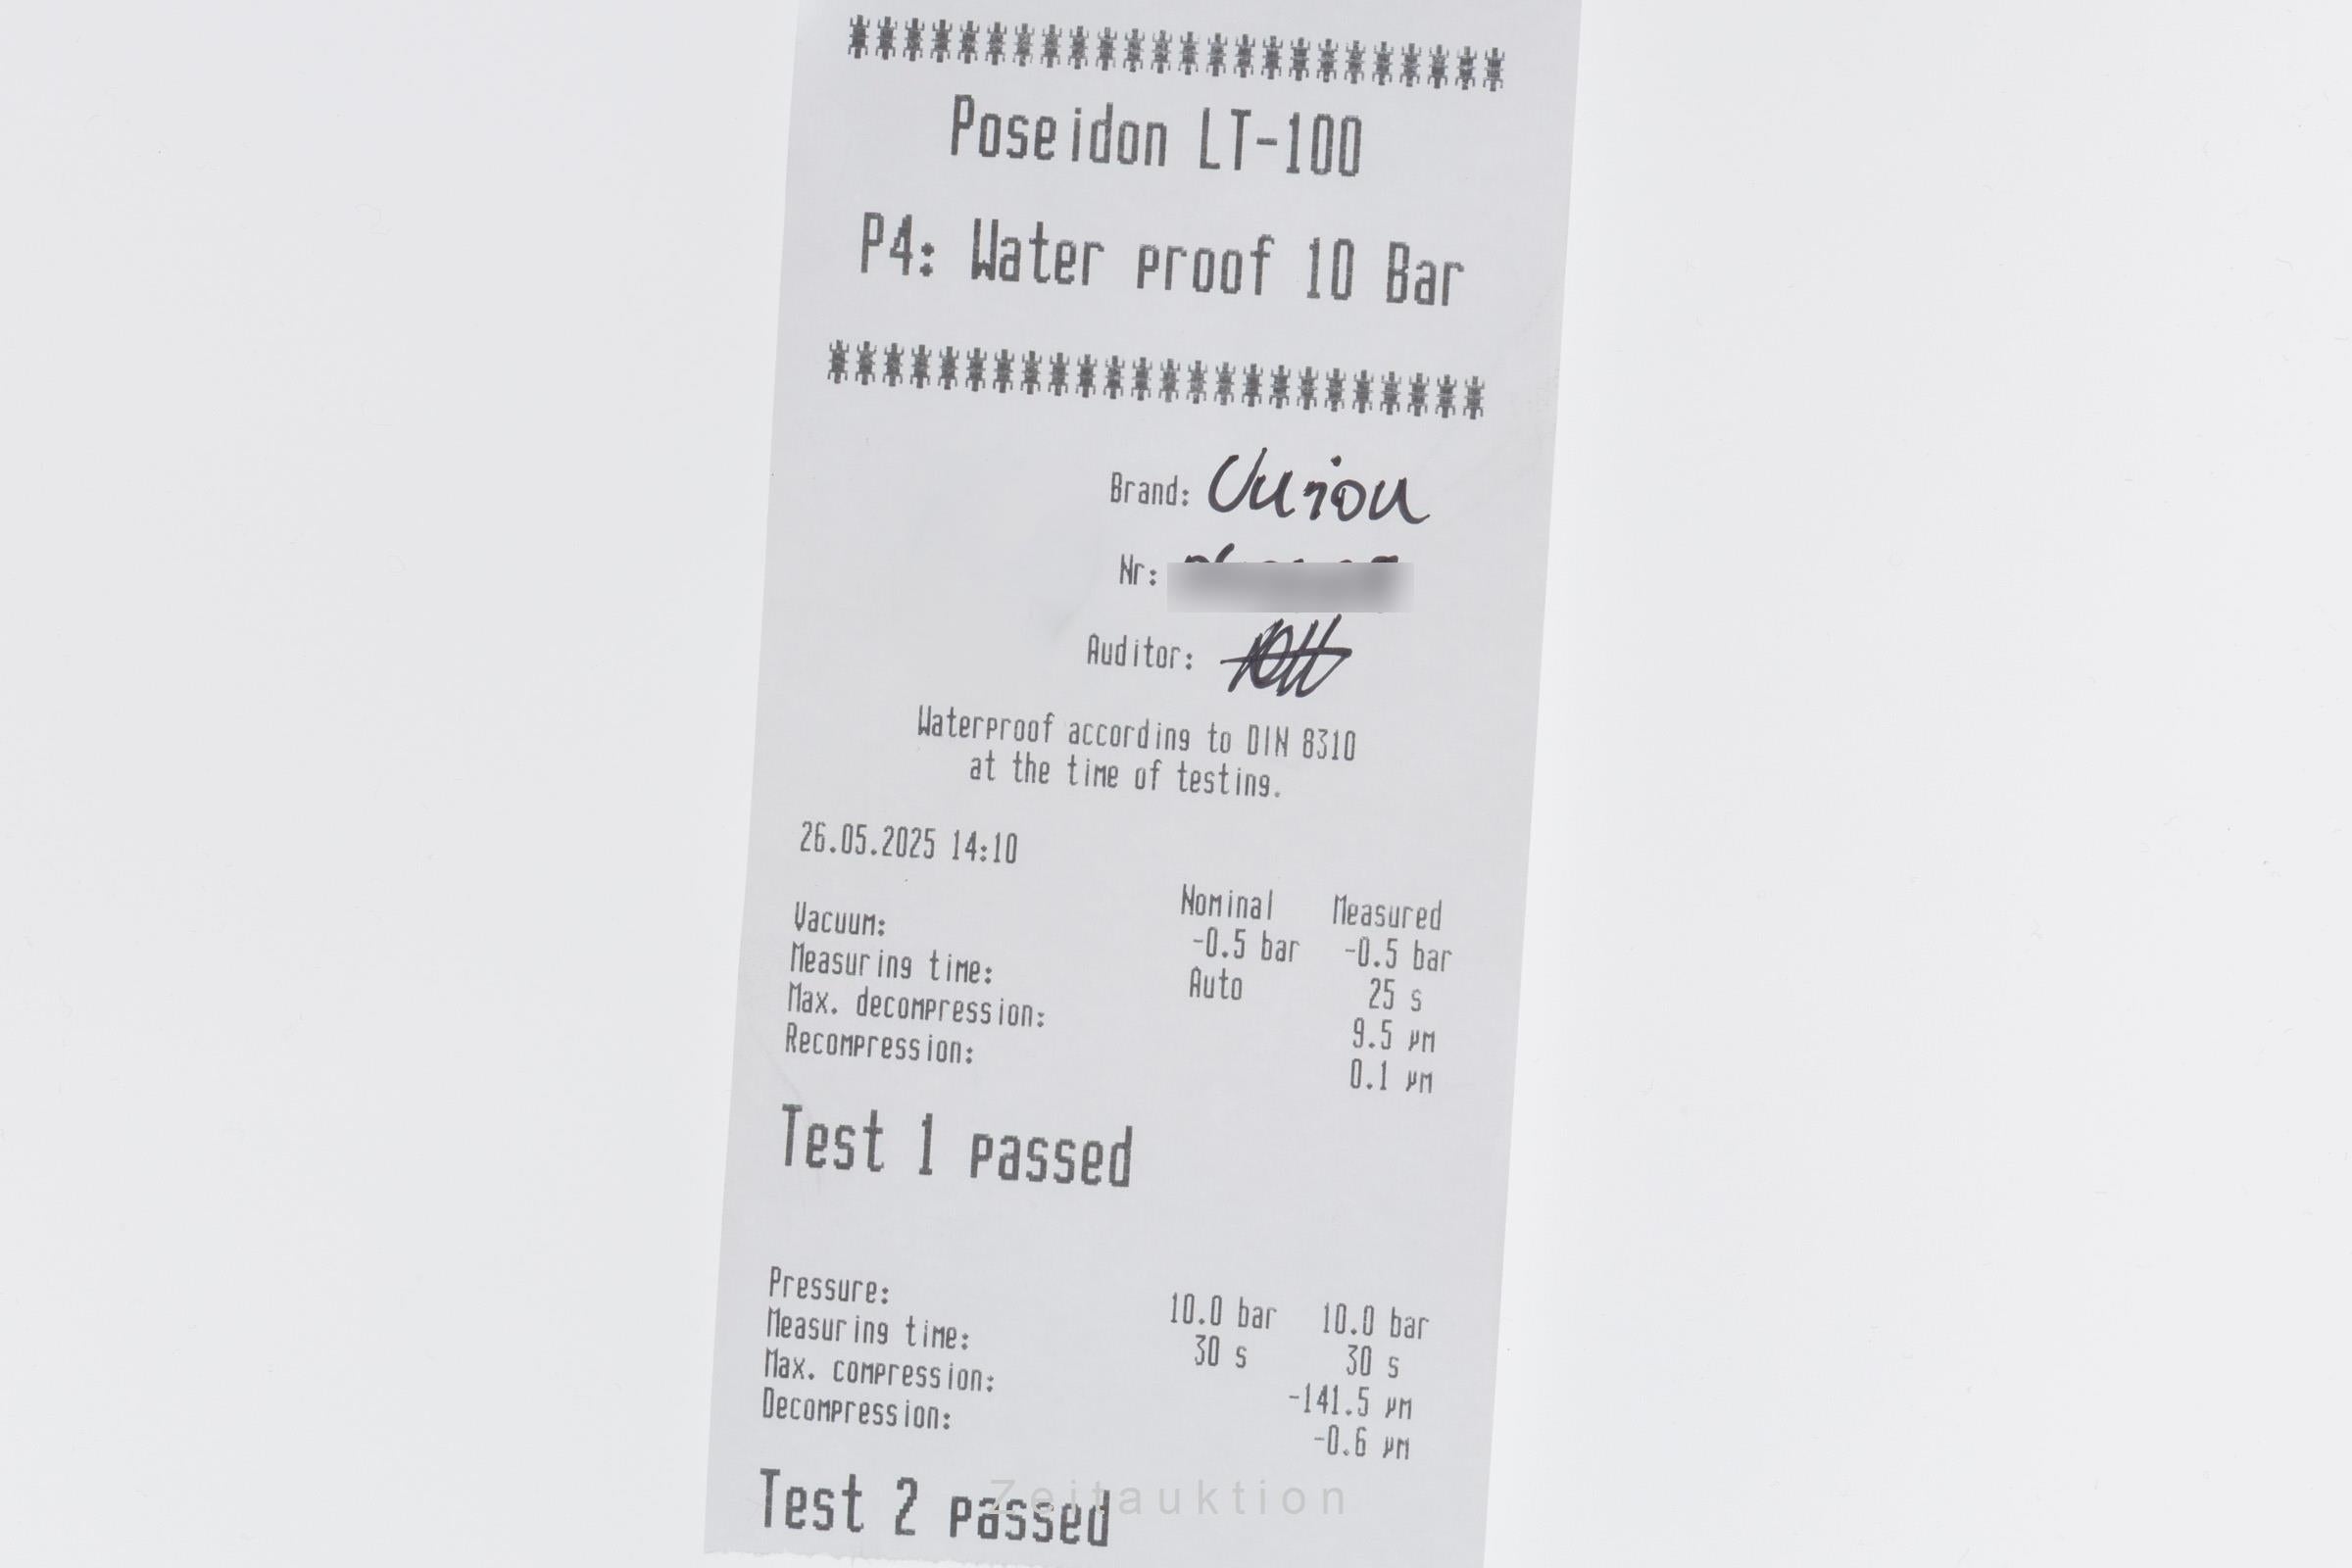 ************************
Poseidon LT-100
P4: Water proof 10 Bar
************************
Brand: Union
Nr:
Auditor:
Waterproof according to DIN 8310
at the time of testing.
26.05.2025 14:10
Nominal Measured
Vacuum: -0.5 bar -0.5 bar
Measuring time: Auto 25 s
Max. decompression: 9.5 µm
Recompression: 0.1 µm
Test 1 passed
Pressure: 10.0 bar 10.0 bar
Measuring time: 30 s 30 s
Max. compression: -141.5 µm
Decompression: -0.6 µm
Test 2 passed
Zeitauktion